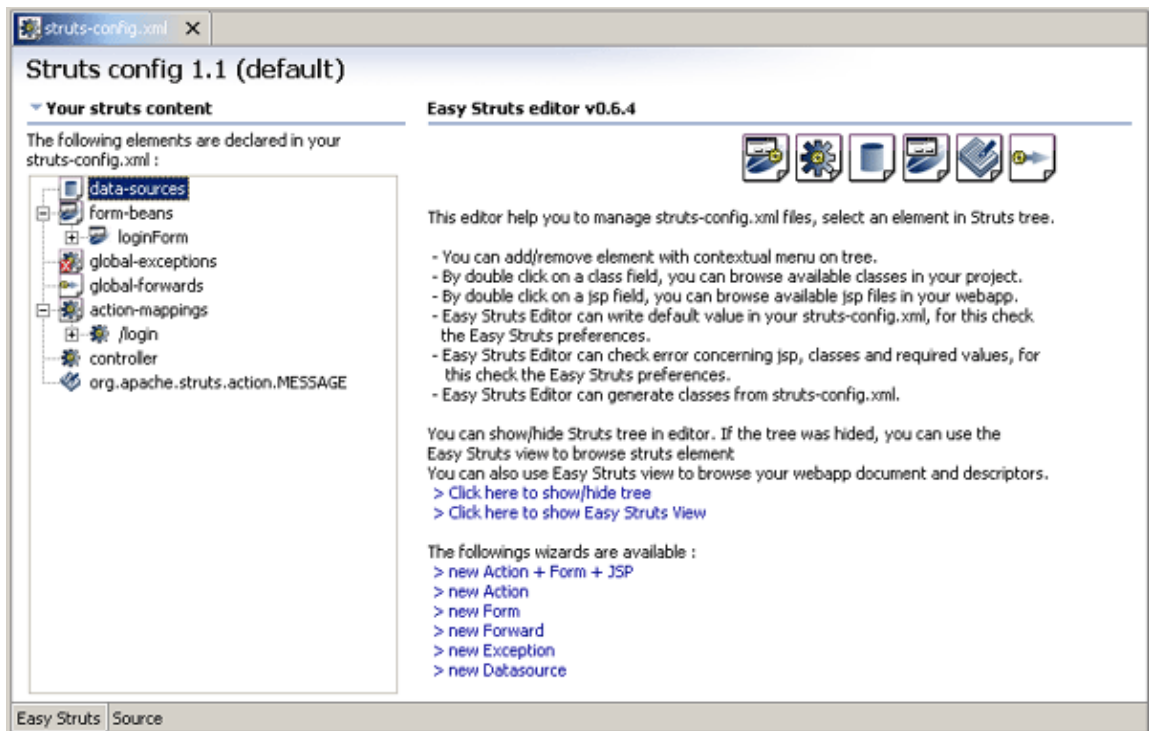 struts-config.xml
Struts config 1.1 (default)
Your struts content
The following elements are declared in your
struts-config.xml :
data-sources
form-beans
loginForm
global-exceptions
global-forwards
action-mappings
/login
controller
org.apache.struts.action.MESSAGE
Easy Struts editor v0.6.4
This editor help you to manage struts-config.xml files, select an element in Struts tree.
- You can add/remove element with contextual menu on tree.
- By double click on a class field, you can browse available classes in your project.
- By double click on a jsp field, you can browse available jsp files in your webapp.
- Easy Struts Editor can write default value in your struts-config.xml, for this check
the Easy Struts preferences.
- Easy Struts Editor can check error concerning jsp, classes and required values, for
this check the Easy Struts preferences.
- Easy Struts Editor can generate classes from struts-config.xml.
You can show/hide Struts tree in editor. If the tree was hided, you can use the
Easy Struts view to browse struts element
You can also use Easy Struts view to browse your webapp document and descriptors.
> Click here to show/hide tree
> Click here to show Easy Struts View
The followings wizards are available :
> new Action + Form + JSP
> new Action
> new Form
> new Forward
> new Exception
> new Datasource
Easy Struts Source